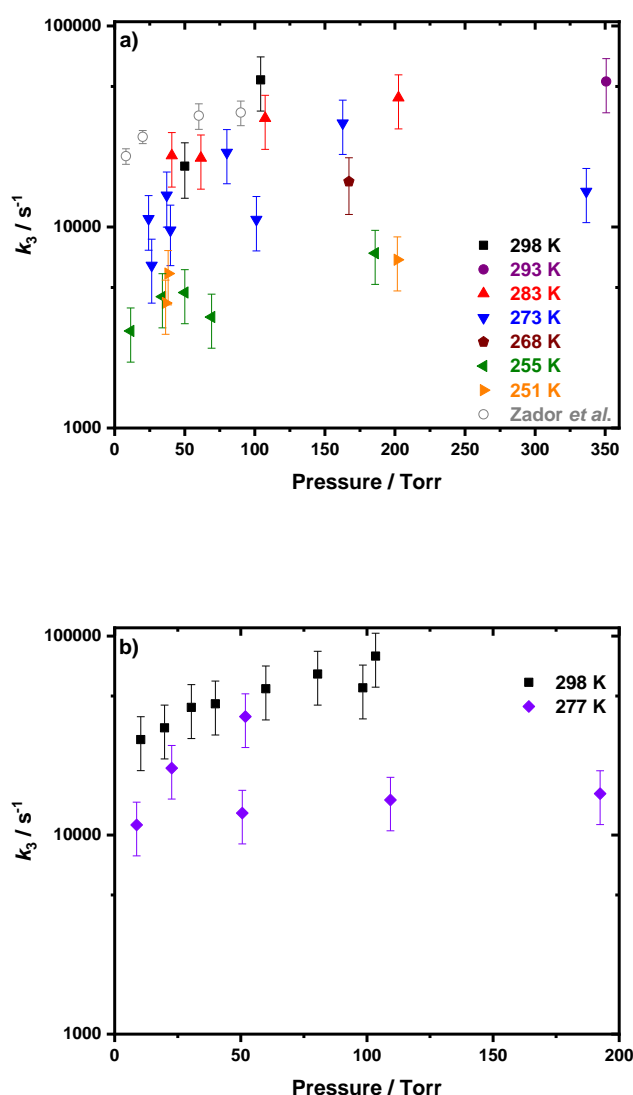 a)
100000
10000
1000
k₃ / s⁻¹
298 K
293 K
283 K
273 K
268 K
255 K
251 K
Zador et al.
0 50 100 150 200 250 300 350
Pressure / Torr
b)
100000
10000
1000
k₃ / s⁻¹
298 K
277 K
0 50 100 150 200
Pressure / Torr